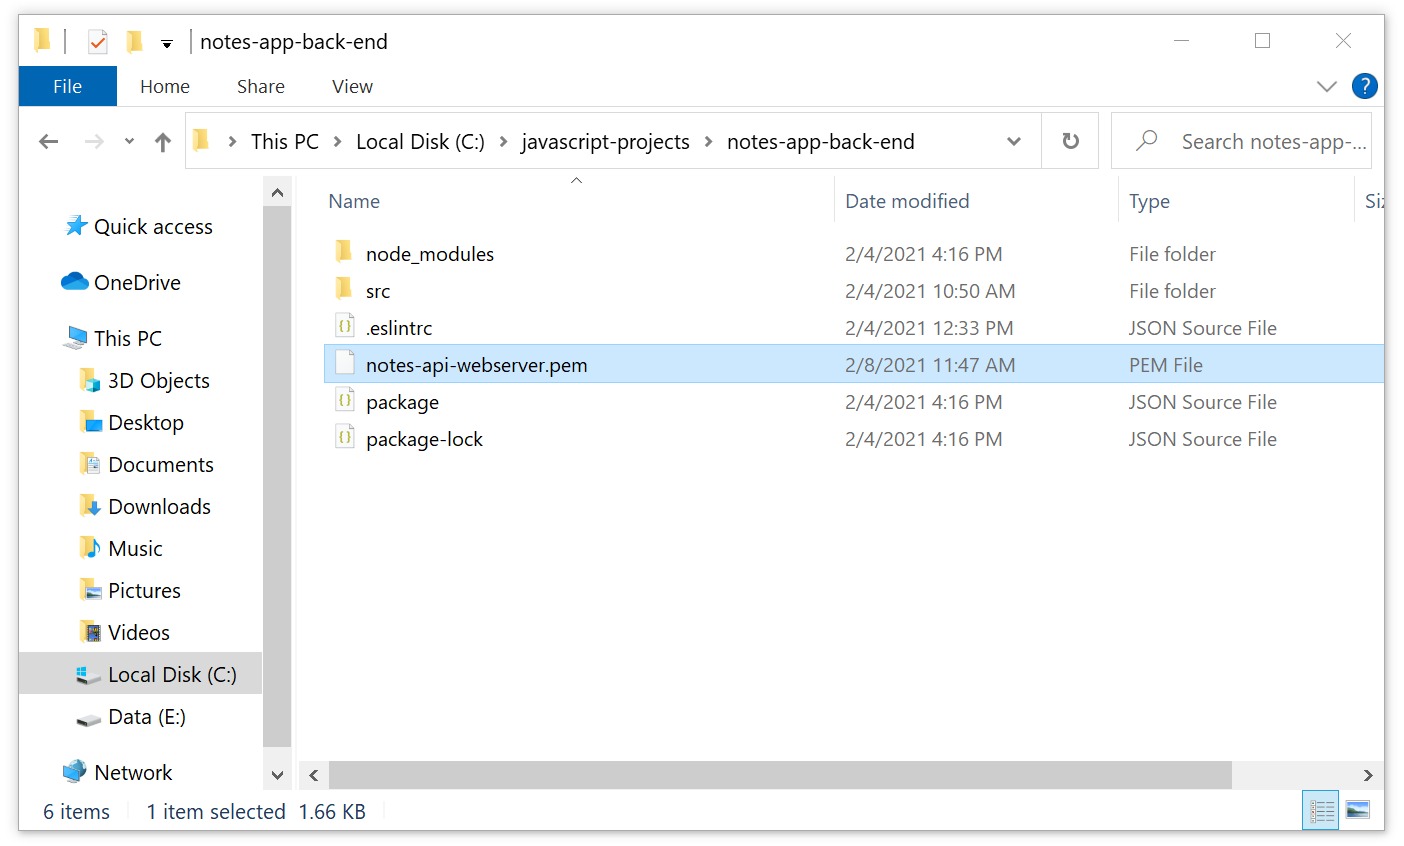 notes-app-back-end
File Home Share View ?
This PC Local Disk (C:) javascript-projects notes-app-back-end Search notes-app-...
Name Date modified Type Siz
Quick access
OneDrive
This PC
3D Objects
Desktop
Documents
Downloads
Music
Pictures
Videos
Local Disk (C:)
Data (E:)
Network
node_modules 2/4/2021 4:16 PM File folder
src 2/4/2021 10:50 AM File folder
.eslintrc 2/4/2021 12:33 PM JSON Source File
notes-api-webserver.pem 2/8/2021 11:47 AM PEM File
package 2/4/2021 4:16 PM JSON Source File
package-lock 2/4/2021 4:16 PM JSON Source File
6 items 1 item selected 1.66 KB